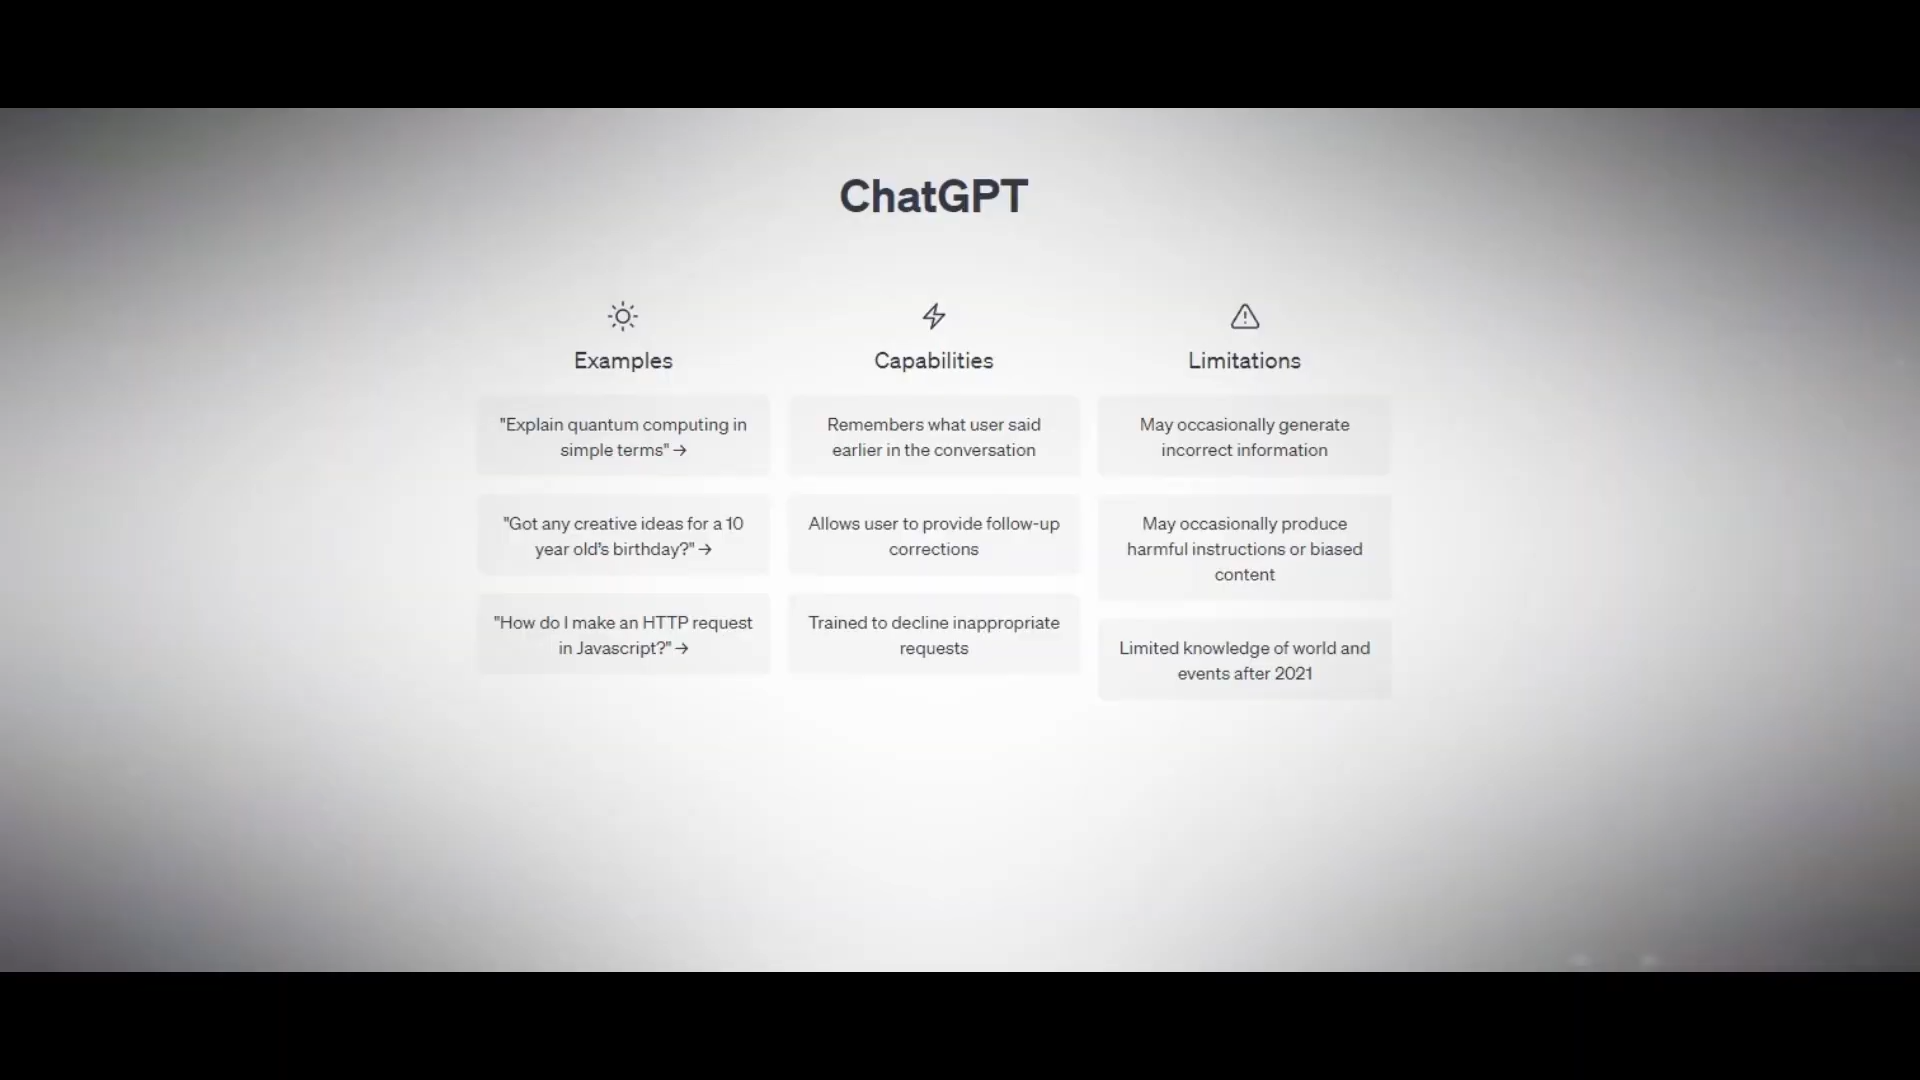 ChatGPT
Examples
"Explain quantum computing in
simple terms" →
"Got any creative ideas for a 10
year old's birthday?" →
"How do I make an HTTP request
in Javascript?" →
Capabilities
Remembers what user said
earlier in the conversation
Allows user to provide follow-up
corrections
Trained to decline inappropriate
requests
Limitations
May occasionally generate
incorrect information
May occasionally produce
harmful instructions or biased
content
Limited knowledge of world and
events after 2021